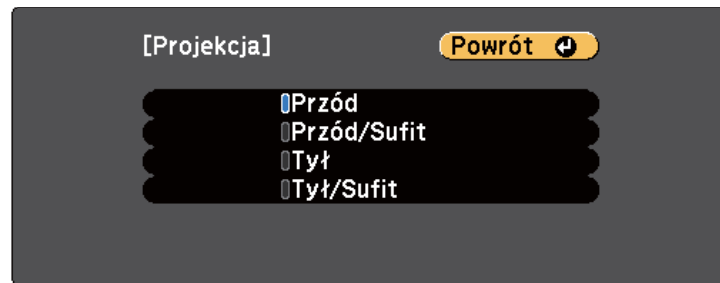 [Projekcja] Powrót
Przód
Przód/Sufit
Tył
Tył/Sufit